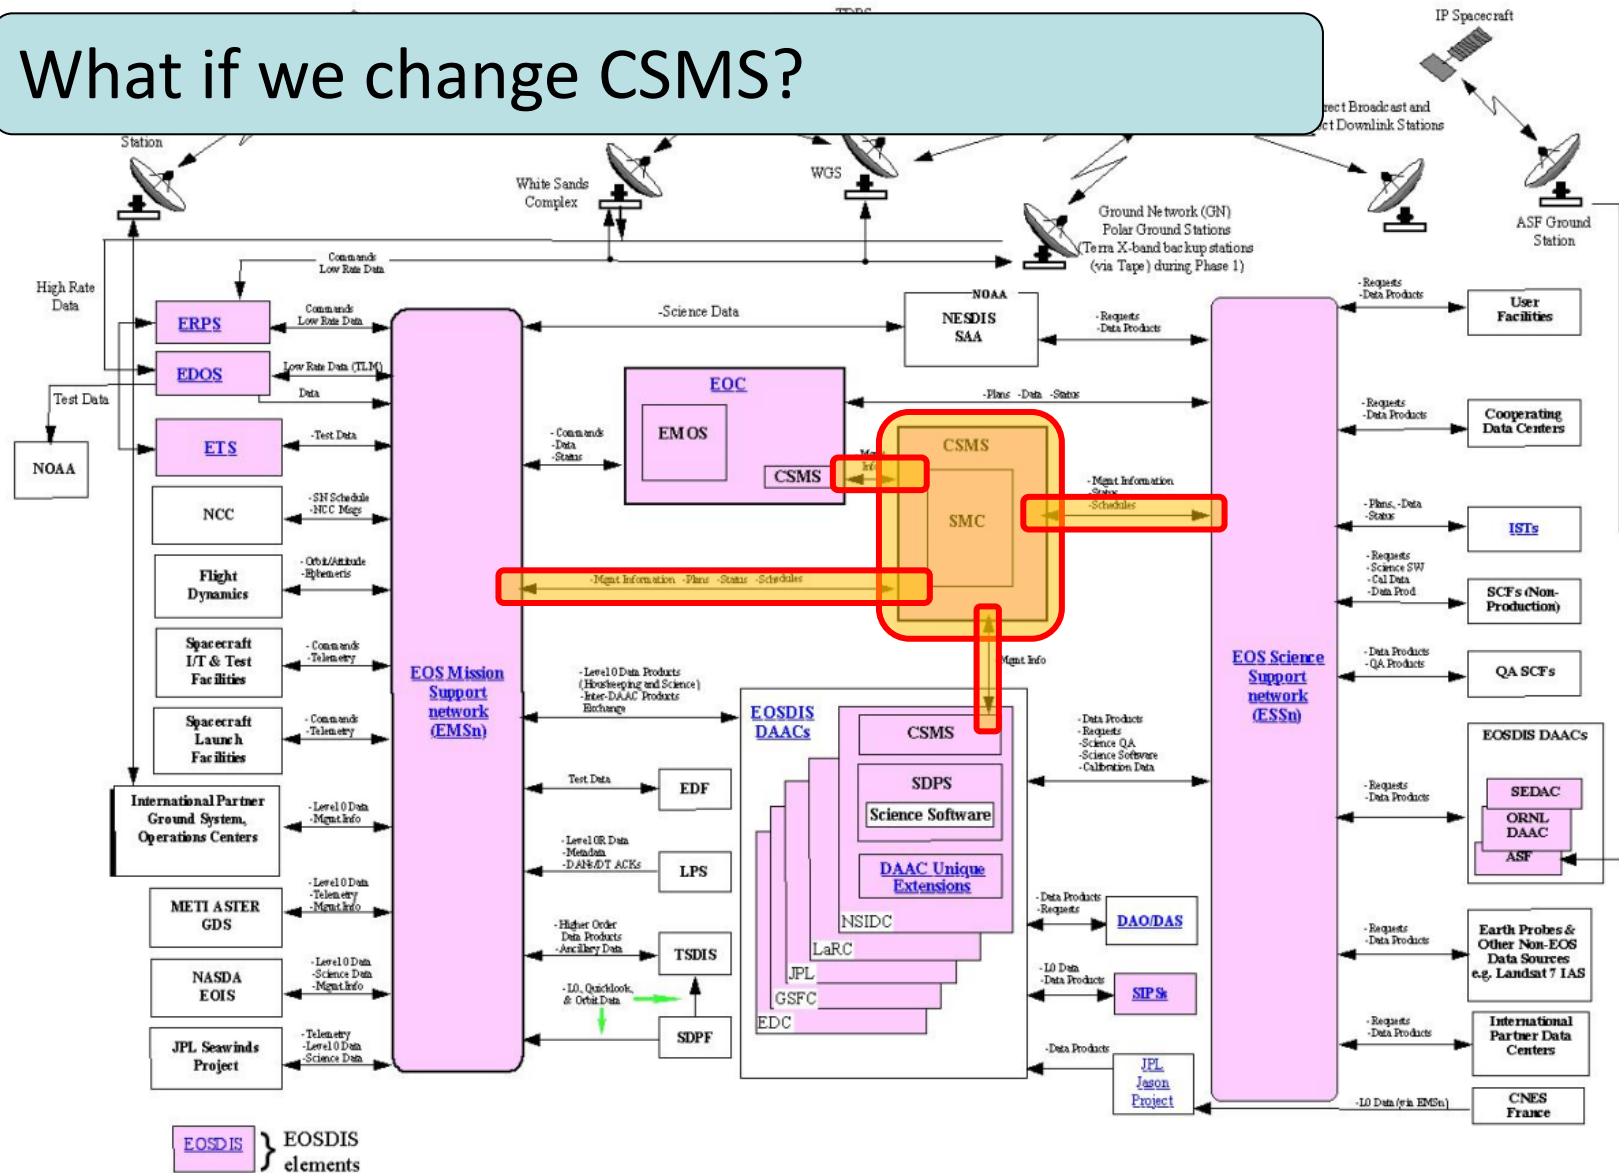 What if we change CSMS?
IP Spacecraft
Station
White Sands
Complex
WGS
Ground Network (GN)
Polar Ground Stations
(Terra X-band backup stations
(via Tape) during Phase 1)
rect Broadcast and
ct Downlink Stations
ASF Ground
Station
High Rate
Data
Commands
Low Rate Data
ERPS
Commands
Low Rate Data
EDOS
Low Rate Data (TLM)
Data
Test Data
NOAA
ETS
-Test Data
NCC
-SN Schedule
-NCC Msgs
Flight
Dynamics
-Orbit/Attitude
-Ephemeris
Spacecraft
I/T & Test
Facilities
-Commands
-Telemetry
Spacecraft
Launch
Facilities
-Commands
-Telemetry
International Partner
Ground System,
Operations Centers
-Level 0 Data
-Mgmt Info
METI ASTER
GDS
-Level 0 Data
-Telemetry
-Mgmt Info
NASDA
EOIS
-Level 0 Data
-Science Data
-Mgmt Info
JPL Seawinds
Project
-Telemetry
-Level 0 Data
-Science Data
EOS Mission
Support
network
(EMSn)
-Science Data
NOAA
NESDIS
SAA
-Requests
-Data Products
EOC
EMOS
CSMS
-Commands
-Data
-Status
-Plans -Data -Status
Mgmt
Info
CSMS
SMC
-Mgmt Information
-Status
-Schedules
-Mgmt Information -Plans -Status -Schedules
Mgmt Info
-Level 0 Data Products
(Housekeeping and Science)
-Inter-DAAC Products
Exchange
EOSDIS
DAACs
CSMS
SDPS
Science Software
DAAC Unique
Extensions
NSIDC
LaRC
JPL
GSFC
EDC
-Data Products
-Requests
-Science QA
-Science Software
-Calibration Data
Test Data
EDF
-Level 0R Data
-Metadata
-DANs/DT ACKs
LPS
-Higher Order
Data Products
-Ancillary Data
TSDIS
-L0, Quicklook,
& Orbit Data
SDPF
-Data Products
-Requests
DAO/DAS
-L0 Data
-Data Products
SIPSs
-Data Products
JPL
Jason
Project
-L0 Data (via EMSn)
CNES
France
EOS Science
Support
network
(ESSn)
-Requests
-Data Products
User
Facilities
-Requests
-Data Products
Cooperating
Data Centers
-Plans, -Data
-Status
ISTs
-Requests
-Science SW
-Cal Data
-Data Prod
SCFs (Non-
Production)
-Data Products
-QA Products
QA SCFs
EOSDIS DAACs
-Requests
-Data Products
SEDAC
ORNL
DAAC
ASF
-Requests
-Data Products
Earth Probes &
Other Non-EOS
Data Sources
e.g. Landsat 7 IAS
-Requests
-Data Products
International
Partner Data
Centers
EOSDIS
EOSDIS
elements